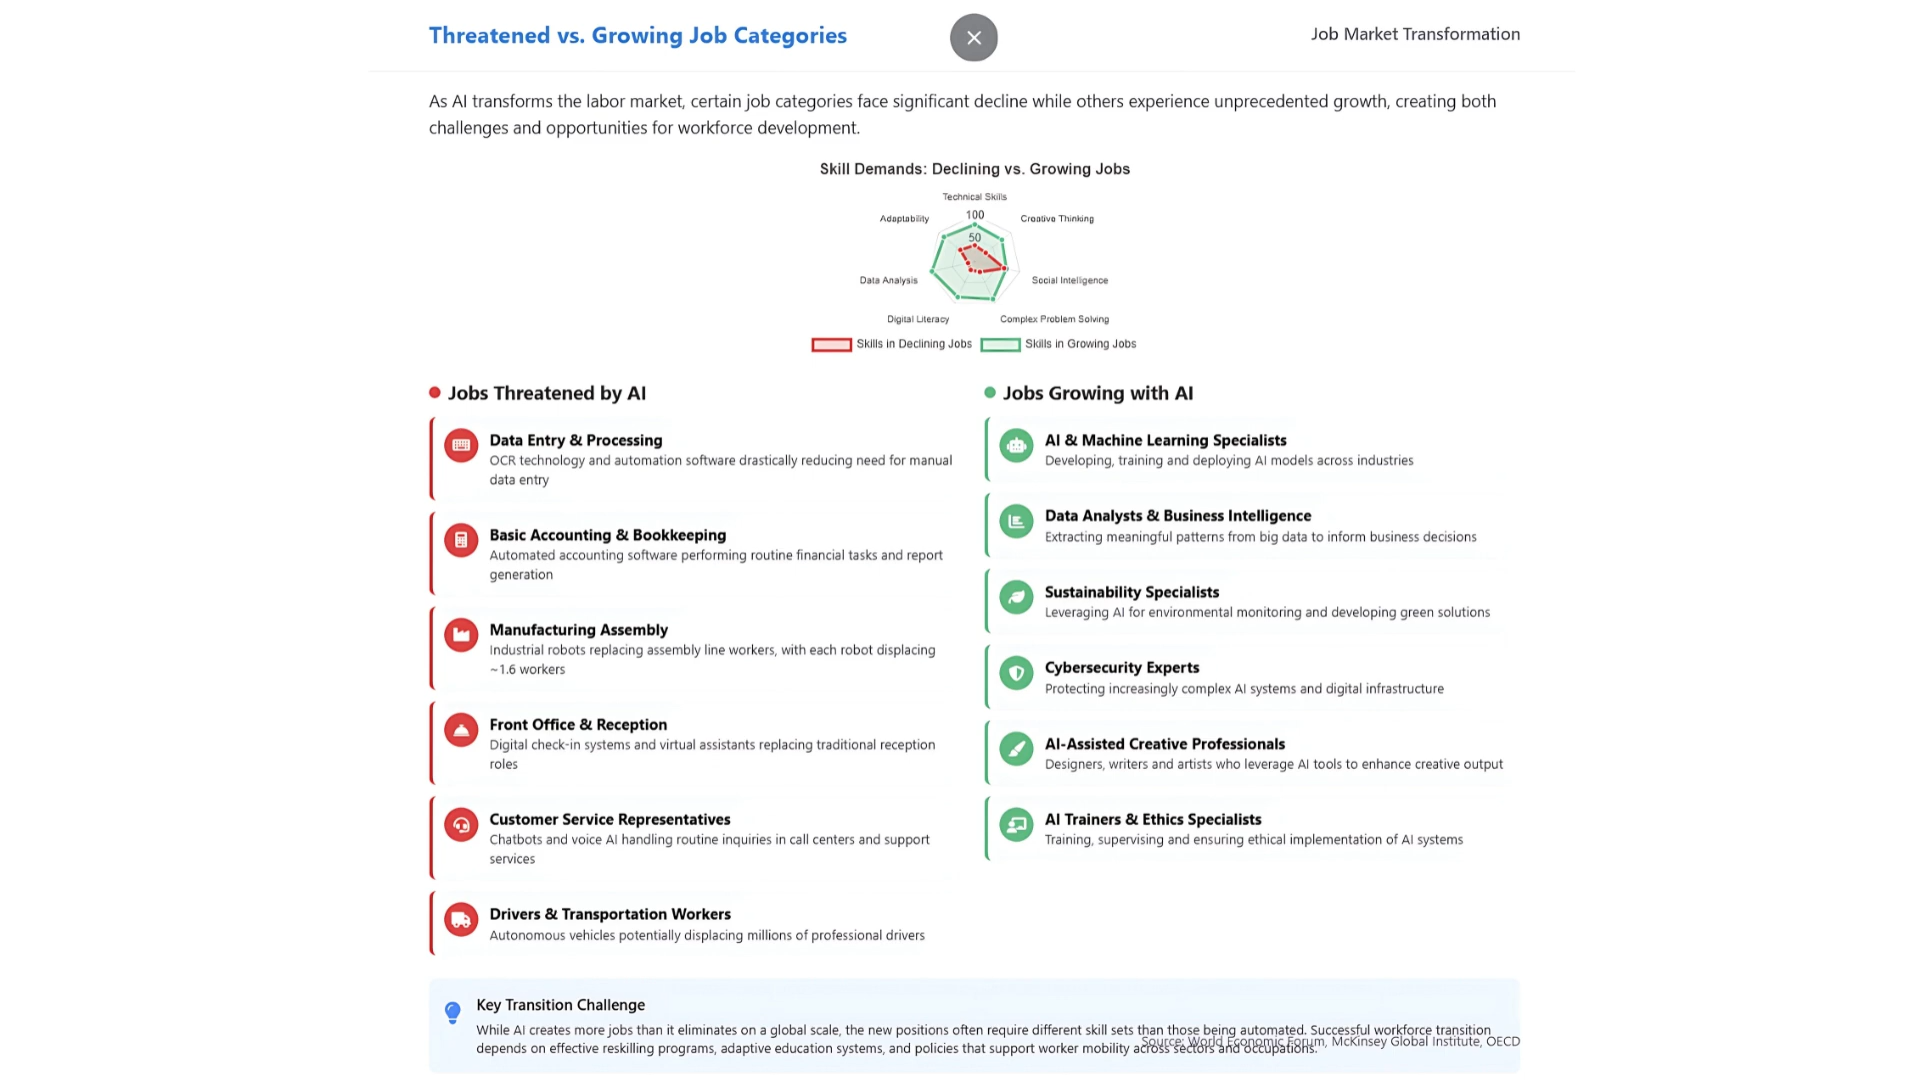 Threatened vs. Growing Job Categories
Job Market Transformation
As AI transforms the labor market, certain job categories face significant decline while others experience unprecedented growth, creating both
challenges and opportunities for workforce development.
Skill Demands: Declining vs. Growing Jobs
Technical Skills
Adaptability
100
Creative Thinking
50
Data Analysis
Social Intelligence
Digital Literacy
Complex Problem Solving
Skills in Declining Jobs
Skills in Growing Jobs
Jobs Threatened by AI
Data Entry & Processing
OCR technology and automation software drastically reducing need for manual
data entry
Basic Accounting & Bookkeeping
Automated accounting software performing routine financial tasks and report
generation
Manufacturing Assembly
Industrial robots replacing assembly line workers, with each robot displacing
~1.6 workers
Front Office & Reception
Digital check-in systems and virtual assistants replacing traditional reception
roles
Customer Service Representatives
Chatbots and voice AI handling routine inquiries in call centers and support
services
Drivers & Transportation Workers
Autonomous vehicles potentially displacing millions of professional drivers
Jobs Growing with AI
AI & Machine Learning Specialists
Developing, training and deploying AI models across industries
Data Analysts & Business Intelligence
Extracting meaningful patterns from big data to inform business decisions
Sustainability Specialists
Leveraging AI for environmental monitoring and developing green solutions
Cybersecurity Experts
Protecting increasingly complex AI systems and digital infrastructure
AI-Assisted Creative Professionals
Designers, writers and artists who leverage AI tools to enhance creative output
AI Trainers & Ethics Specialists
Training, supervising and ensuring ethical implementation of AI systems
Key Transition Challenge
While AI creates more jobs than it eliminates on a global scale, the new positions often require different skill sets than those being automated. Successful workforce transition
depends on effective reskilling programs, adaptive education systems, and policies that support worker mobility across sectors and occupations.
Source: World Economic Forum, McKinsey Global Institute, OECD